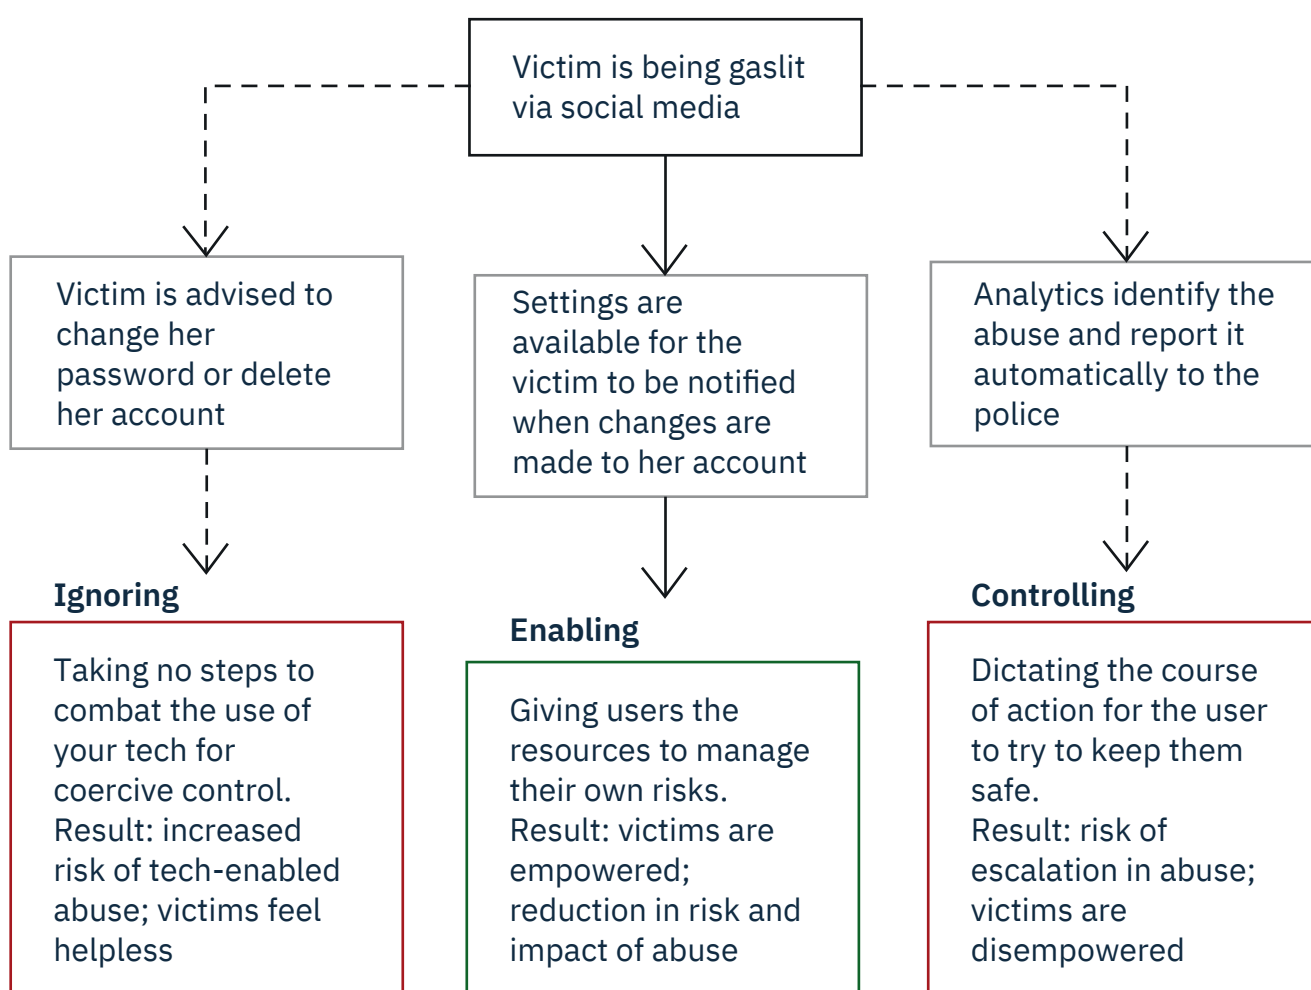 Victim is being gaslit
via social media
Victim is advised to
change her
password or delete
her account
Settings are
available for the
victim to be notified
when changes are
made to her account
Analytics identify the
abuse and report it
automatically to the
police
Ignoring
Taking no steps to
combat the use of
your tech for
coercive control.
Result: increased
risk of tech-enabled
abuse; victims feel
helpless
Enabling
Giving users the
resources to manage
their own risks.
Result: victims are
empowered;
reduction in risk and
impact of abuse
Controlling
Dictating the course
of action for the user
to try to keep them
safe.
Result: risk of
escalation in abuse;
victims are
disempowered